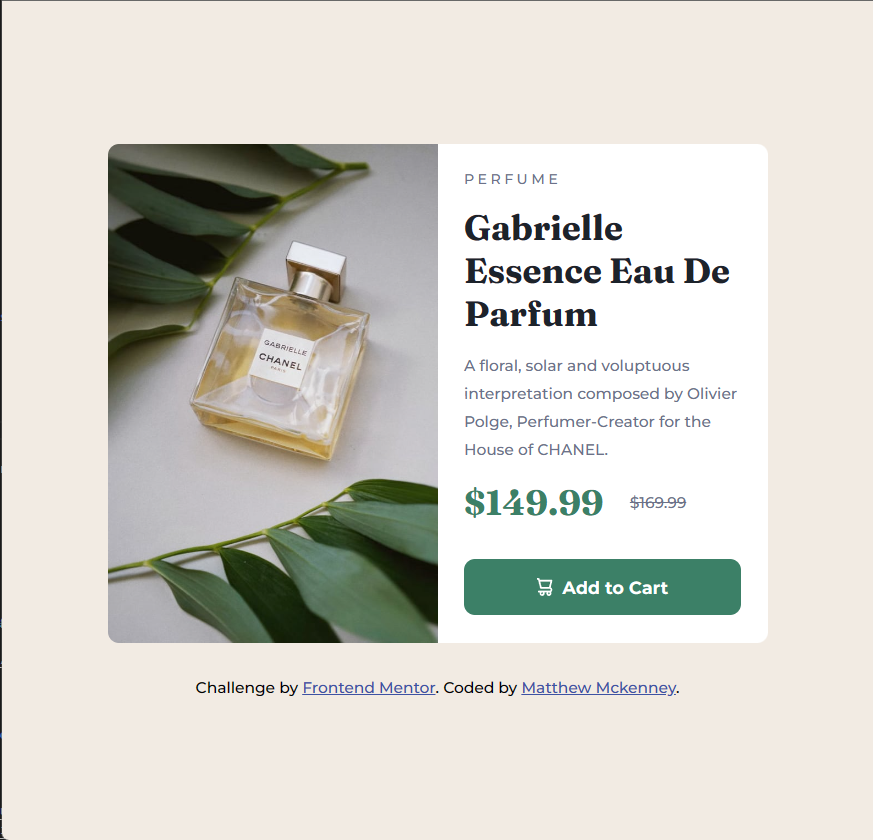 GABRIELLE
CHANEL
PARIS
PERFUME
Gabrielle
Essence Eau De
Parfum
A floral, solar and voluptuous
interpretation composed by Olivier
Polge, Perfumer-Creator for the
House of CHANEL.
$149.99 $169.99
Add to Cart
Challenge by Frontend Mentor. Coded by Matthew Mckenney.